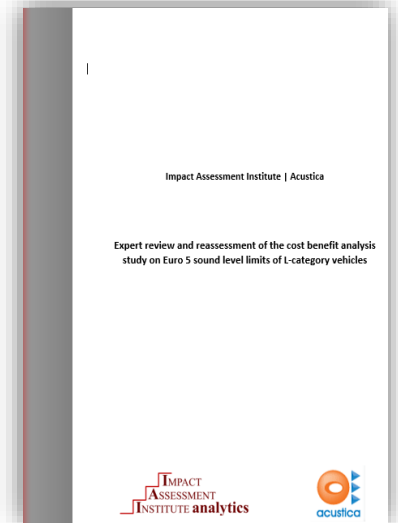 Impact Assessment Institute | Acustica
Expert review and reassessment of the cost benefit analysis
study on Euro 5 sound level limits of L-category vehicles
IMPACT
ASSESSMENT
INSTITUTE analytics
acustica